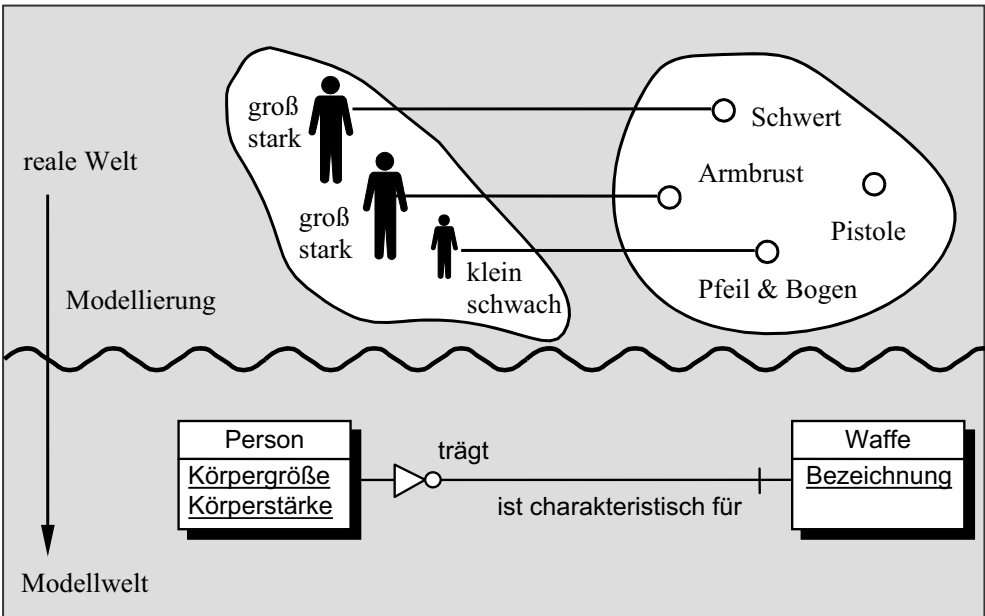 groß
stark
Schwert
reale Welt
Armbrust
groß
stark
Pistole
klein
schwach
Pfeil & Bogen
Modellierung
Person
Körpergröße
Körperstärke
trägt
ist charakteristisch für
Waffe
Bezeichnung
Modellwelt